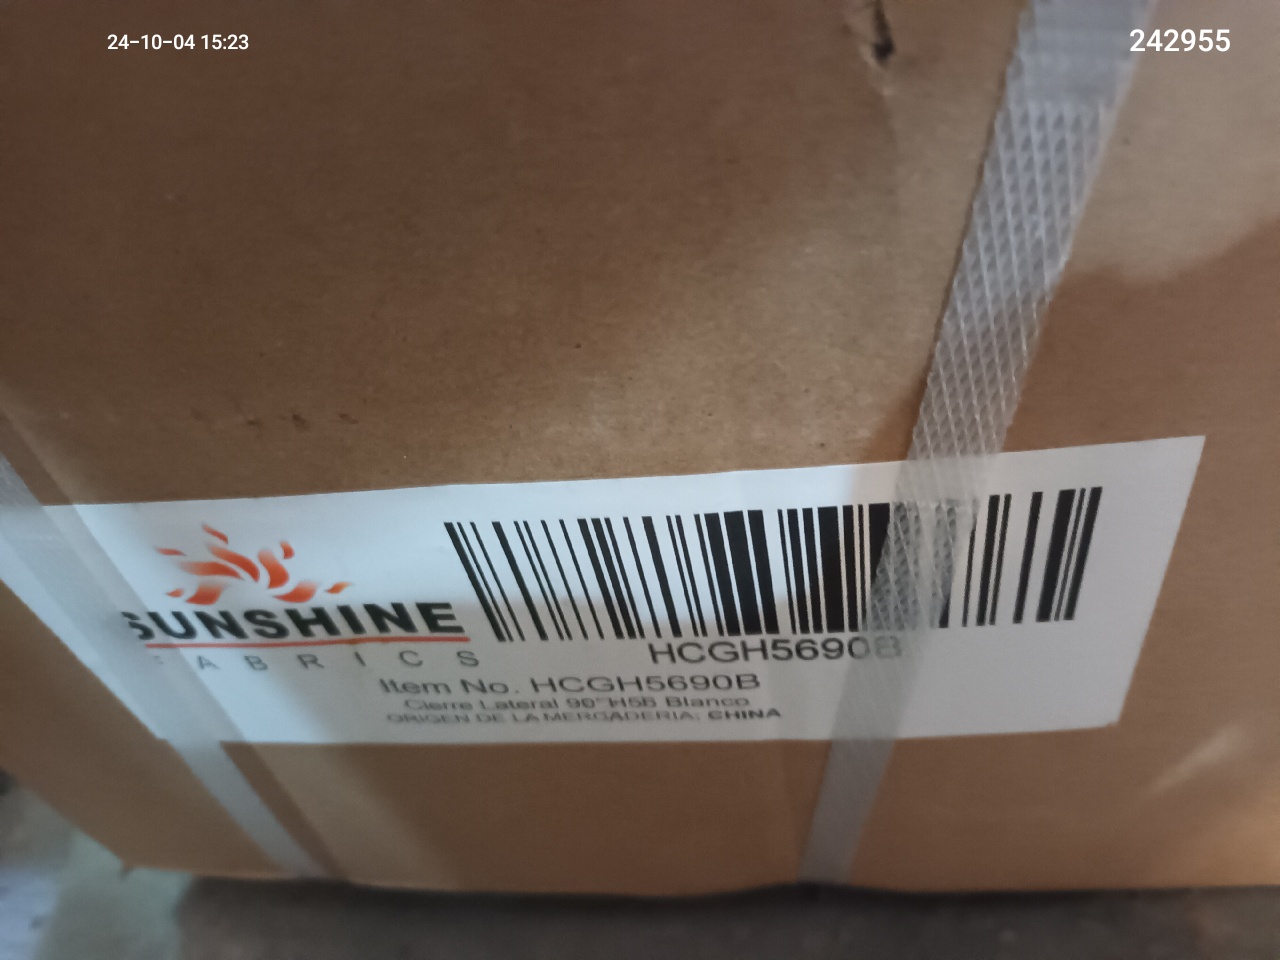 24-10-04 15:23
242955
SUNSHINE
FABRICS
HCGH5690B
Item No. HCGH5690B
Cierre Lateral 90°H56 Blanco
ORIGEN DE LA MERCADERIA: CHINA